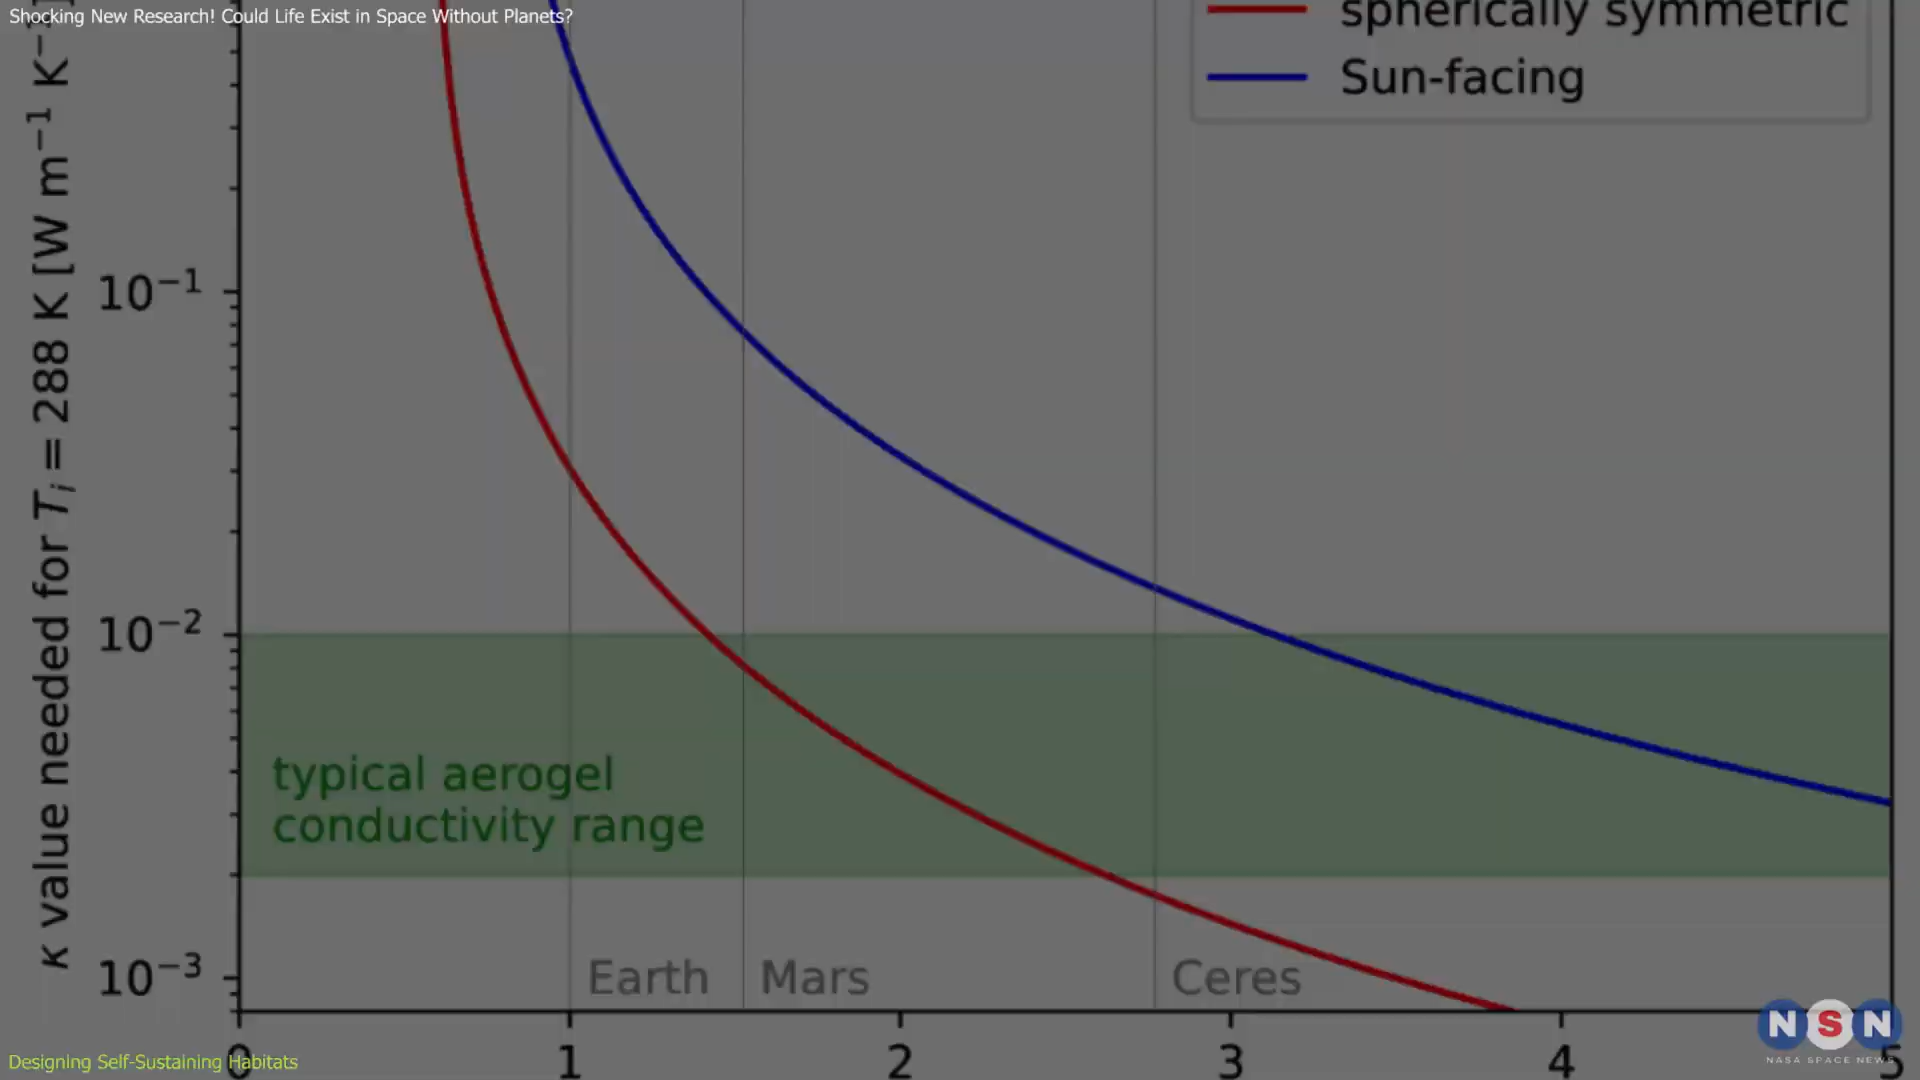 Shocking New Research! Could Life Exist in Space Without Planets?
spherically symmetric
Sun-facing
κ value needed for Tᵢ = 288 K [W m⁻¹ K⁻¹]
10⁻¹
10⁻²
10⁻³
typical aerogel
conductivity range
Earth
Mars
Ceres
0
1
2
3
4
5
Designing Self-Sustaining Habitats
NSN
NASA SPACE NEWS